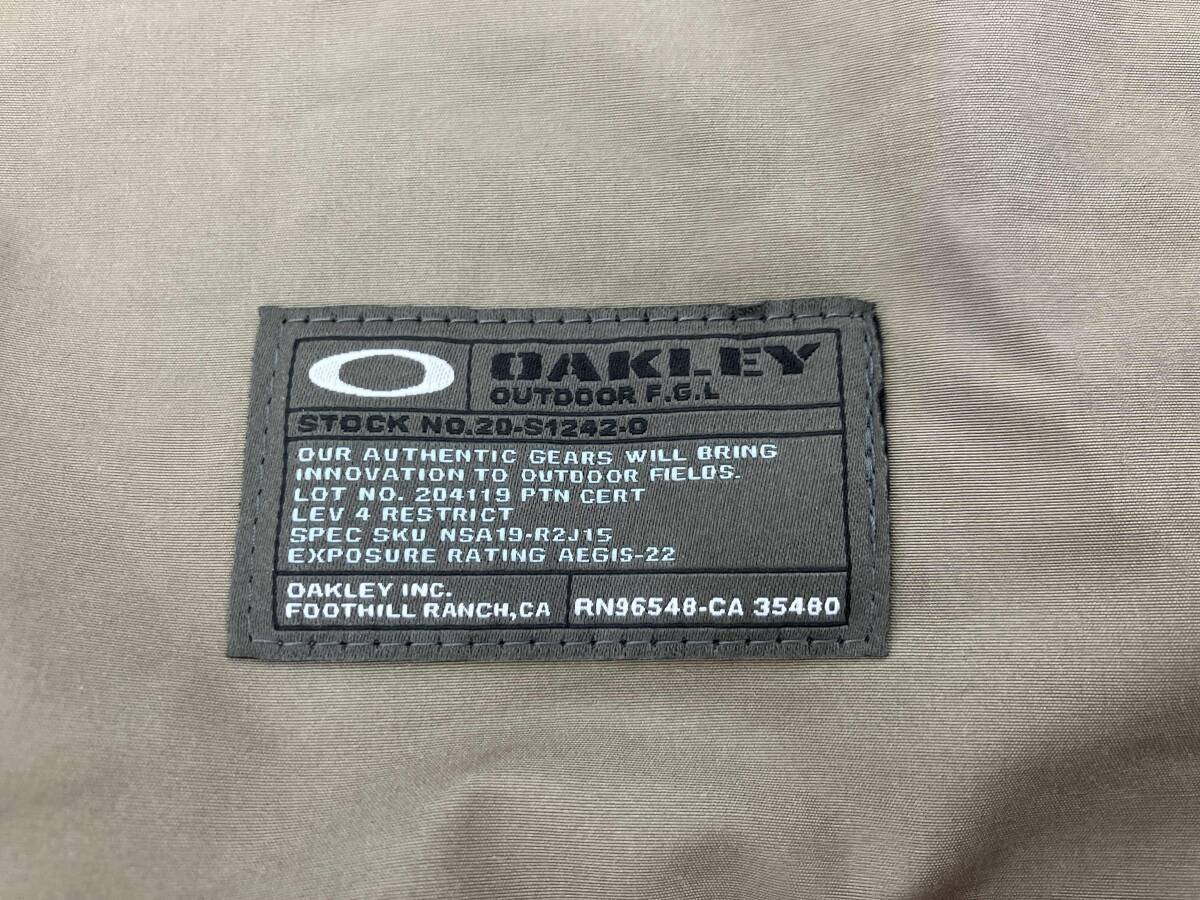 OAKLEY
OUTDOOR F.G.L
STOCK NO.20-S1242-0
OUR AUTHENTIC GEARS WILL BRING
INNOVATION TO OUTDOOR FIELDS.
LOT NO. 204119 PTN CERT
LEV 4 RESTRICT
SPEC SKU NSA19-R2J15
EXPOSURE RATING AEGIS-22
OAKLEY INC.
FOOTHILL RANCH,CA
RN96548-CA 35480